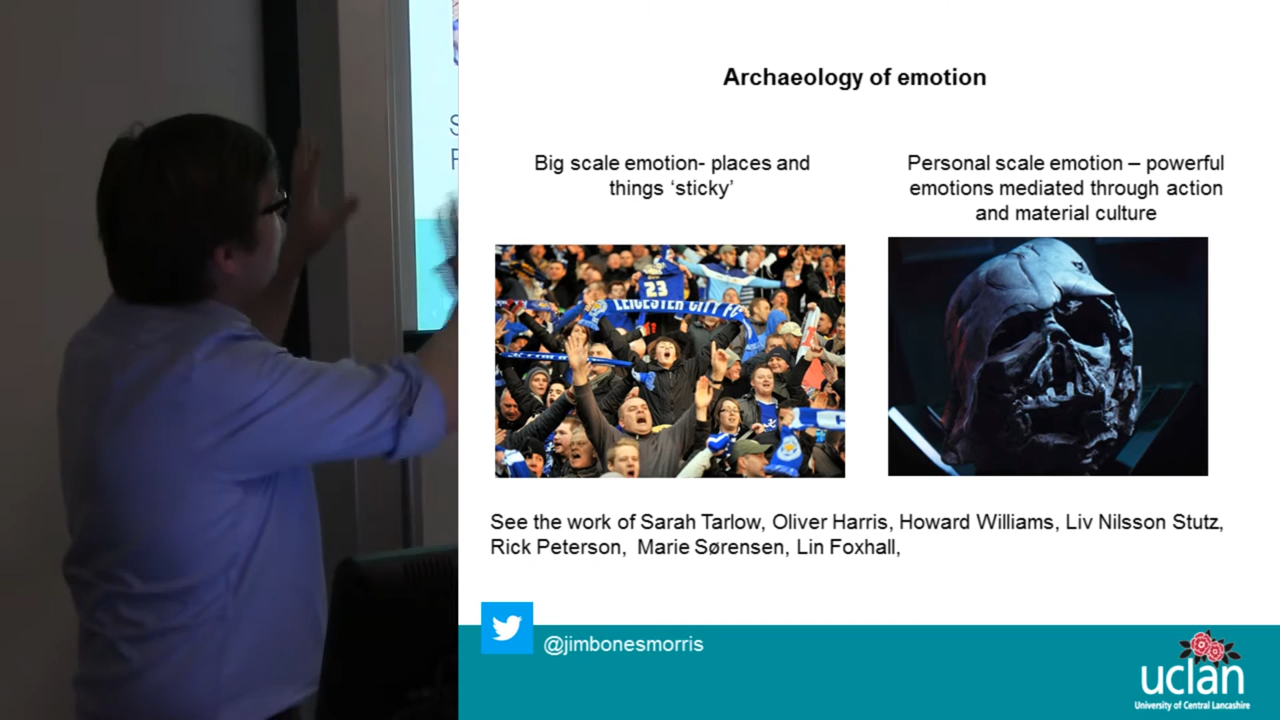 Archaeology of emotion
Big scale emotion- places and
things ‘sticky’
Personal scale emotion – powerful
emotions mediated through action
and material culture
23
LEICESTER CITY FC
See the work of Sarah Tarlow, Oliver Harris, Howard Williams, Liv Nilsson Stutz,
Rick Peterson, Marie Sørensen, Lin Foxhall,
@jimbonesmorris
uclan
University of Central Lancashire